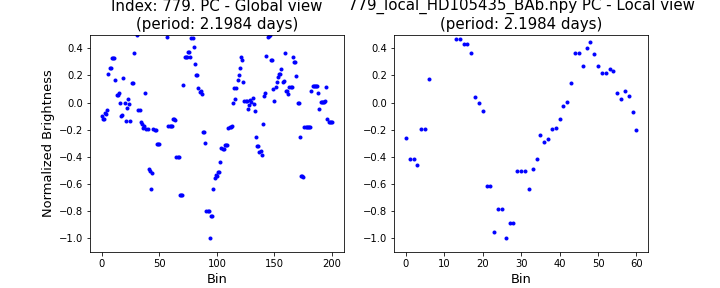 Index: 779. PC - Global view
(period: 2.1984 days)
779_local_HD105435_BAb.npy PC - Local view
(period: 2.1984 days)
Normalized Brightness
0.4
0.2
0.0
−0.2
−0.4
−0.6
−0.8
−1.0
0 50 100 150 200
Bin
0.4
0.2
0.0
−0.2
−0.4
−0.6
−0.8
−1.0
0 10 20 30 40 50 60
Bin